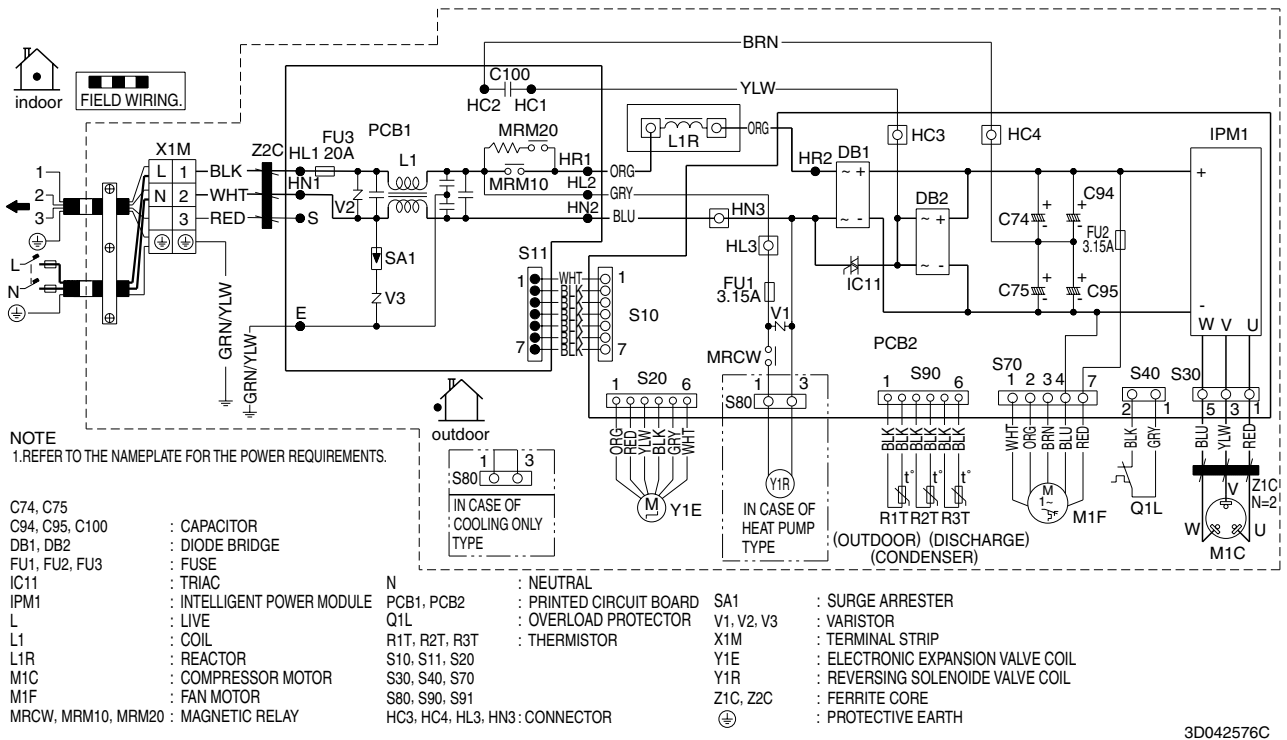 BRN
C100
YLW
indoor
FIELD WIRING.
HC2 HC1
X1M
Z2C
HL1
FU3
20A
PCB1
MRM20
L1R
ORG
HC3
HC4
IPM1
1
2
3
L 1
N 2
3
BLK
WHT
RED
HN1
S
V2
L1
MRM10
HR1
HL2
HN2
ORG
GRY
BLU
HR2
DB1
~ +
~ -
DB2
~ +
~ -
HN3
HL3
C74
C94
FU2
3.15A
+
-
SA1
V3
S11
1
7
WHT
BLK
BLK
BLK
BLK
BLK
BLK
1
7
S10
FU1
3.15A
IC11
C75
C95
W V U
L
N
E
V1
GRN/YLW
GRN/YLW
MRCW
PCB2
S20
1 6
S80
1 3
S90
1 6
S70
1 2 3 4 7
S40
2 1
S30
5 3 1
outdoor
ORG
RED
YLW
BLK
GRY
WHT
BLK
BLK
BLK
BLK
BLK
BLK
WHT
ORG
BRN
BLU
RED
BLK
GRY
BLU
YLW
RED
NOTE
1.REFER TO THE NAMEPLATE FOR THE POWER REQUIREMENTS.
1 3
S80
IN CASE OF
COOLING ONLY
TYPE
M
Y1E
Y1R
IN CASE OF
HEAT PUMP
TYPE
t° t° t°
R1T R2T R3T
(OUTDOOR) (DISCHARGE)
(CONDENSER)
M
1~
M1F
Q1L
Z1C
N=2
W V U
M1C
C74, C75
C94, C95, C100 : CAPACITOR
DB1, DB2 : DIODE BRIDGE
FU1, FU2, FU3 : FUSE
IC11 : TRIAC
IPM1 : INTELLIGENT POWER MODULE
L : LIVE
L1 : COIL
L1R : REACTOR
M1C : COMPRESSOR MOTOR
M1F : FAN MOTOR
MRCW, MRM10, MRM20 : MAGNETIC RELAY
N : NEUTRAL
PCB1, PCB2 : PRINTED CIRCUIT BOARD
Q1L : OVERLOAD PROTECTOR
R1T, R2T, R3T : THERMISTOR
S10, S11, S20
S30, S40, S70
S80, S90, S91
HC3, HC4, HL3, HN3 : CONNECTOR
SA1 : SURGE ARRESTER
V1, V2, V3 : VARISTOR
X1M : TERMINAL STRIP
Y1E : ELECTRONIC EXPANSION VALVE COIL
Y1R : REVERSING SOLENOIDE VALVE COIL
Z1C, Z2C : FERRITE CORE
: PROTECTIVE EARTH
3D042576C